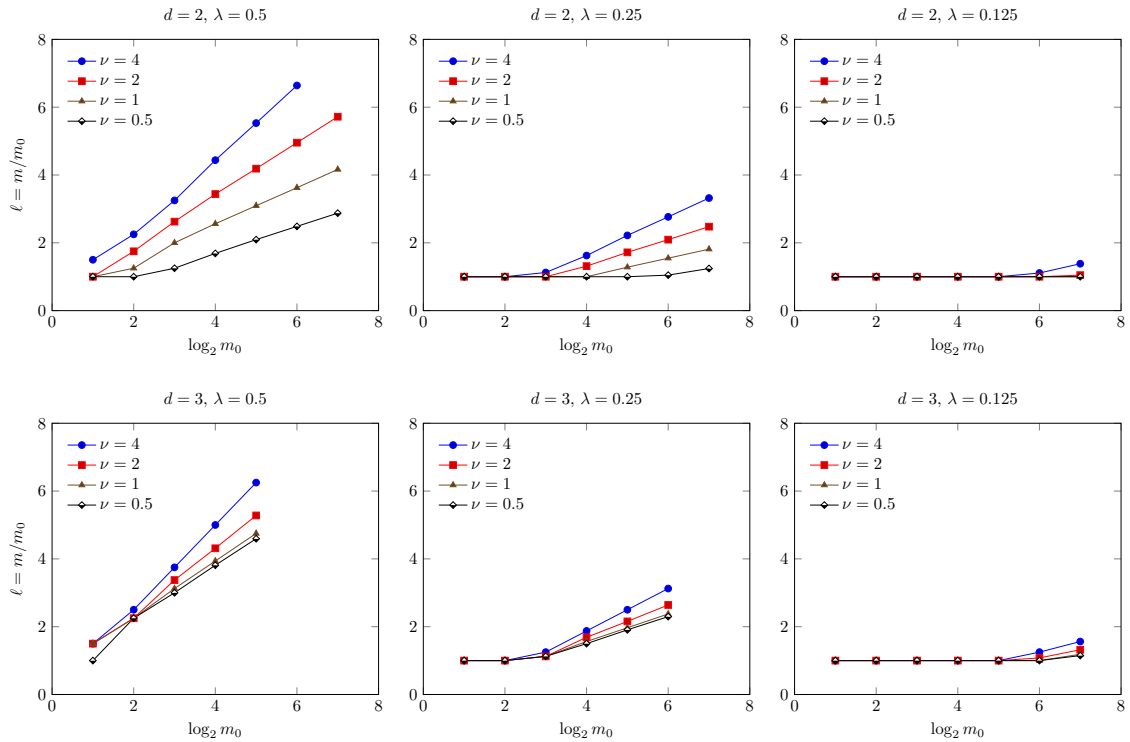 d = 2, λ = 0.5
ℓ = m/m₀
8
6
4
2
0
0 2 4 6 8
log₂ m₀
ν = 4
ν = 2
ν = 1
ν = 0.5
d = 2, λ = 0.25
8
6
4
2
0
0 2 4 6 8
log₂ m₀
ν = 4
ν = 2
ν = 1
ν = 0.5
d = 2, λ = 0.125
8
6
4
2
0
0 2 4 6 8
log₂ m₀
ν = 4
ν = 2
ν = 1
ν = 0.5
d = 3, λ = 0.5
ℓ = m/m₀
8
6
4
2
0
0 2 4 6 8
log₂ m₀
ν = 4
ν = 2
ν = 1
ν = 0.5
d = 3, λ = 0.25
8
6
4
2
0
0 2 4 6 8
log₂ m₀
ν = 4
ν = 2
ν = 1
ν = 0.5
d = 3, λ = 0.125
8
6
4
2
0
0 2 4 6 8
log₂ m₀
ν = 4
ν = 2
ν = 1
ν = 0.5